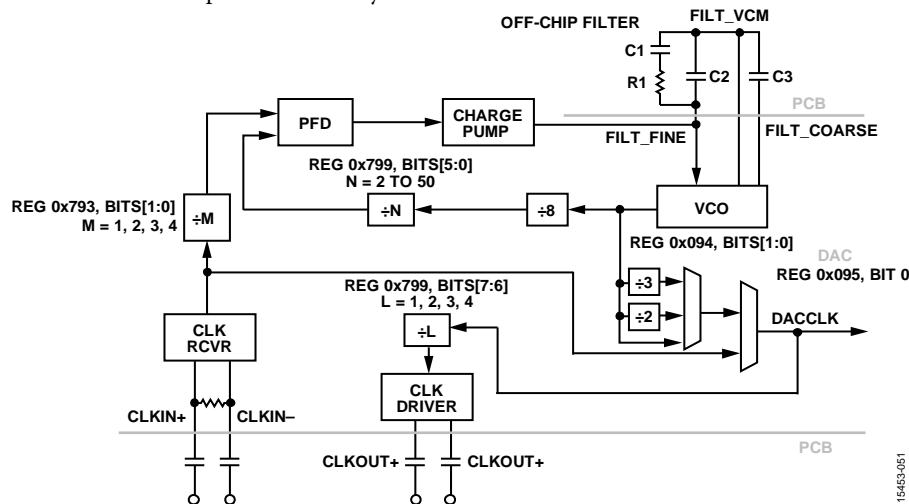 OFF-CHIP FILTER
FILT_VCM
C1
R1
C2
C3
PCB
PFD
CHARGE
PUMP
FILT_FINE
FILT_COARSE
REG 0x799, BITS[5:0]
N = 2 TO 50
REG 0x793, BITS[1:0]
M = 1, 2, 3, 4
÷M
÷N
÷8
VCO
REG 0x094, BITS[1:0]
DAC
REG 0x095, BIT 0
REG 0x799, BITS[7:6]
L = 1, 2, 3, 4
÷3
÷2
DACCLK
CLK
RCVR
÷L
CLK
DRIVER
CLKIN+
CLKIN–
PCB
CLKOUT+
CLKOUT+
15453-051